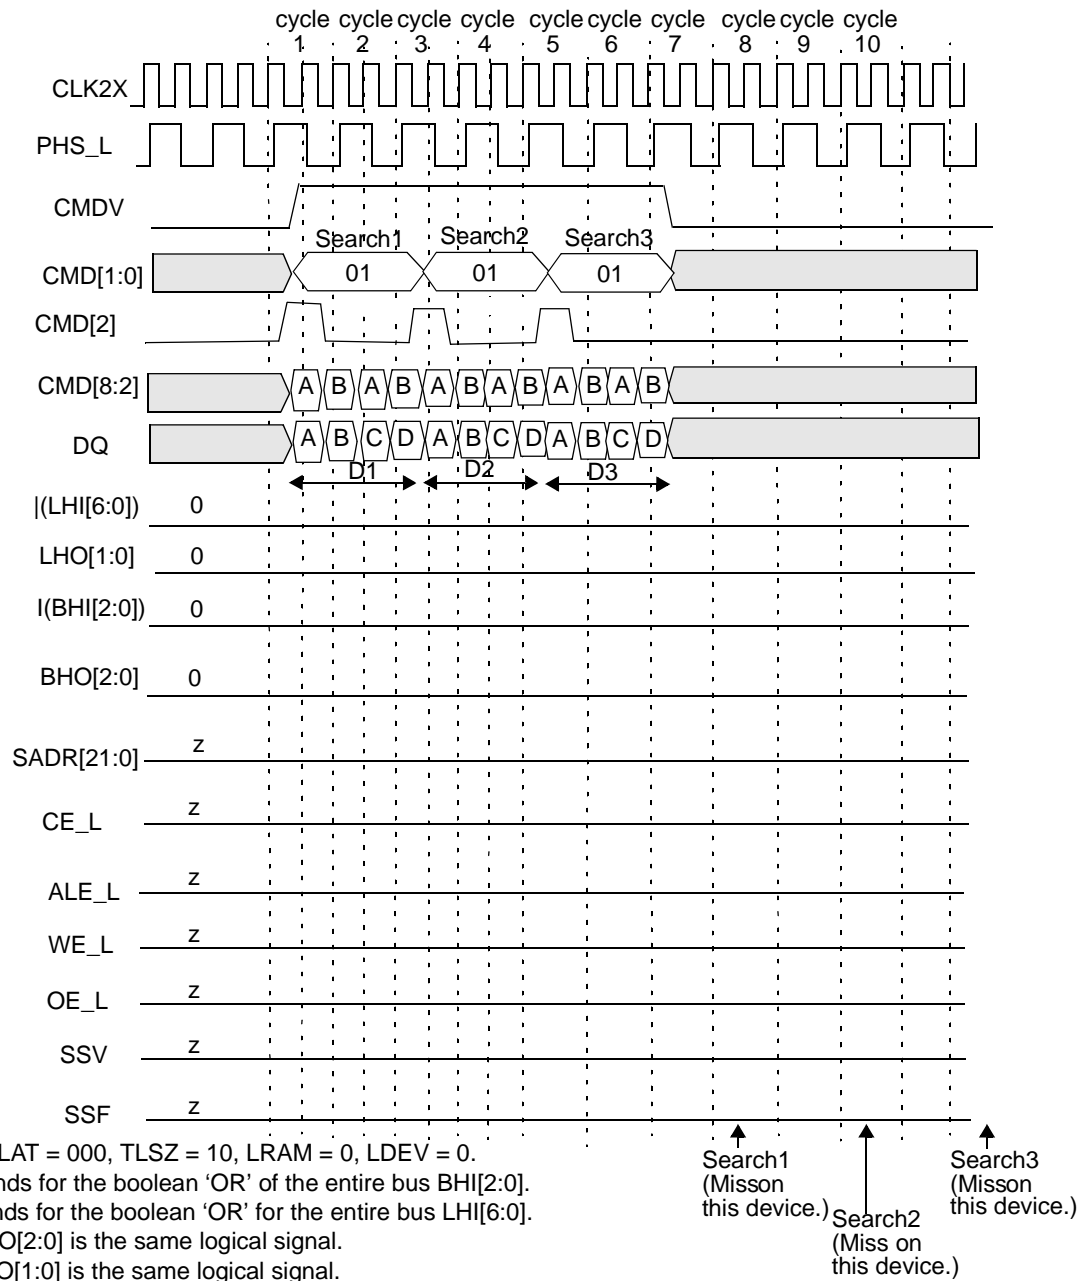 cycle cycle cycle cycle cycle cycle cycle cycle cycle cycle
1 2 3 4 5 6 7 8 9 10
CLK2X
PHS_L
CMDV
Search1 Search2 Search3
CMD[1:0] 01 01 01
CMD[2]
CMD[8:2] A B A B A B A B A B A B
DQ A B C D A B C D A B C D
D1 D2 D3
|(LHI[6:0]) 0
LHO[1:0] 0
I(BHI[2:0]) 0
BHO[2:0] 0
SADR[21:0] z
CE_L z
ALE_L z
WE_L z
OE_L z
SSV z
SSF z
LAT = 000, TLSZ = 10, LRAM = 0, LDEV = 0.
nds for the boolean ‘OR’ of the entire bus BHI[2:0].
nds for the boolean ‘OR’ for the entire bus LHI[6:0].
O[2:0] is the same logical signal.
O[1:0] is the same logical signal.
Search1
(Misson
this device.)
Search2
(Miss on
this device.)
Search3
(Misson
this device.)